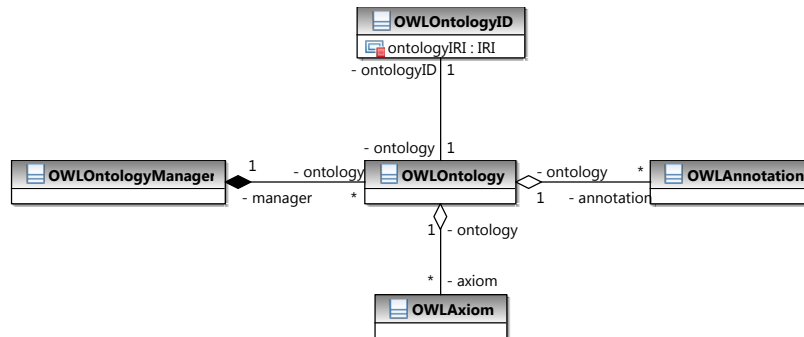 OWLOntologyID
ontologyIRI : IRI
- ontologyID 1
- ontology 1
OWLOntologyManager
1
- manager
- ontology
*
OWLOntology
- ontology
1
*
- annotation
OWLAnnotation
1 - ontology
* - axiom
OWLAxiom